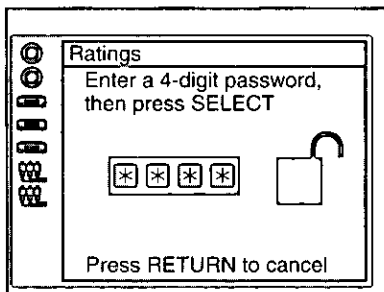 Ratings
Enter a 4-digit password,
then press SELECT
* * * *
Press RETURN to cancel